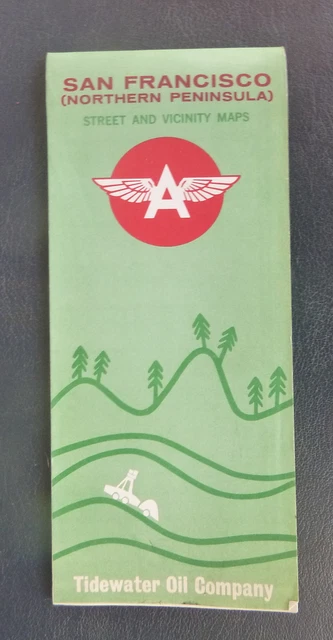 SAN FRANCISCO
(NORTHERN PENINSULA)
STREET AND VICINITY MAPS
A
Tidewater Oil Company